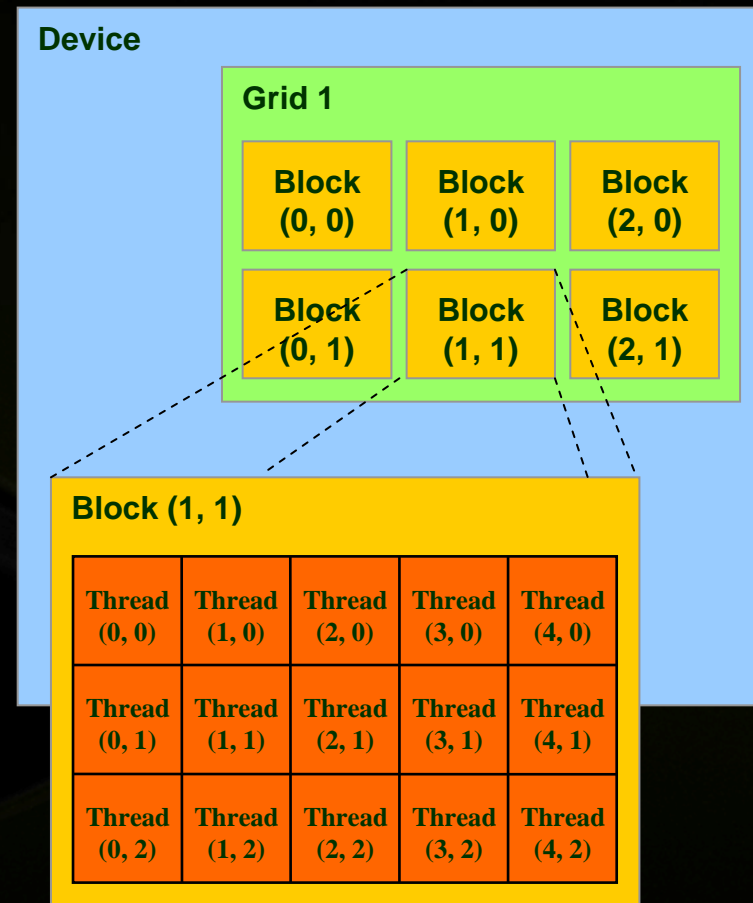 Device
Grid 1
Block
(0, 0)
Block
(1, 0)
Block
(2, 0)
Block
(0, 1)
Block
(1, 1)
Block
(2, 1)
Block (1, 1)
Thread
(0, 0)
Thread
(1, 0)
Thread
(2, 0)
Thread
(3, 0)
Thread
(4, 0)
Thread
(0, 1)
Thread
(1, 1)
Thread
(2, 1)
Thread
(3, 1)
Thread
(4, 1)
Thread
(0, 2)
Thread
(1, 2)
Thread
(2, 2)
Thread
(3, 2)
Thread
(4, 2)